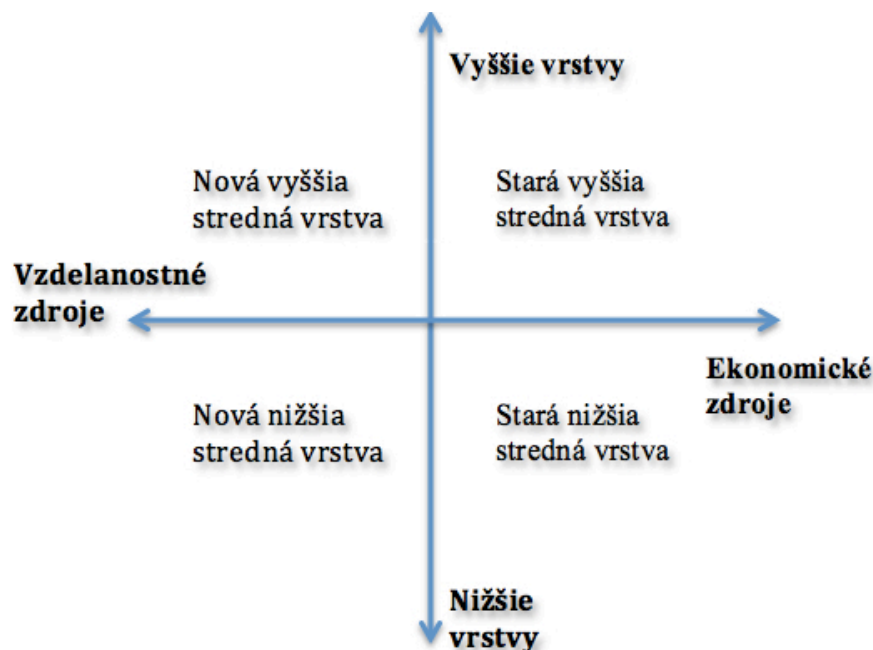 Vyššie vrstvy
Nová vyššia
stredná vrstva
Stará vyššia
stredná vrstva
Vzdelanostné
zdroje
Ekonomické
zdroje
Nová nižšia
stredná vrstva
Stará nižšia
stredná vrstva
Nižšie
vrstvy